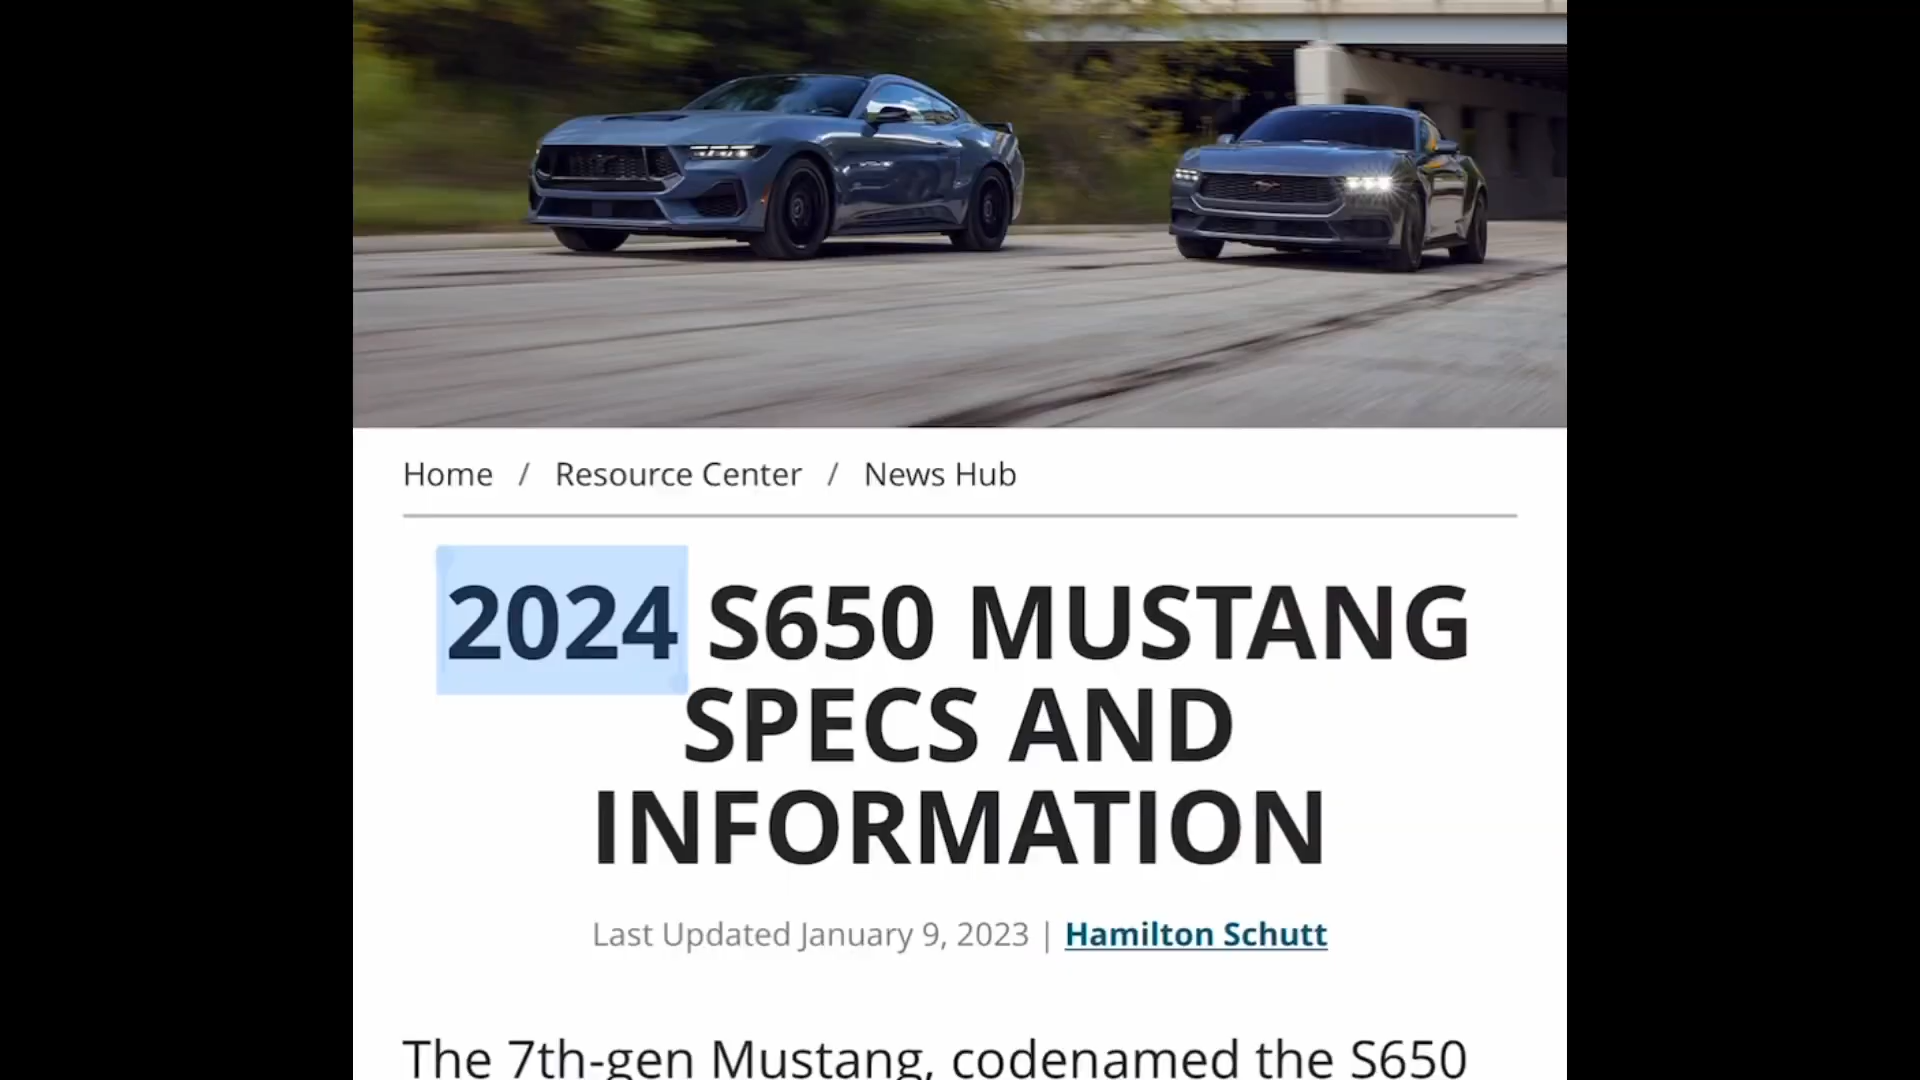 Home / Resource Center / News Hub
2024 S650 MUSTANG
SPECS AND
INFORMATION
Last Updated January 9, 2023 | Hamilton Schutt
The 7th-gen Mustang, codenamed the S650